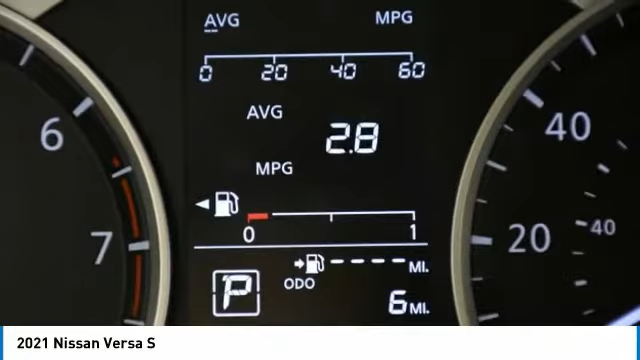 AVG MPG
0 20 40 60
AVG
2.8
MPG
0 1
---- MI.
P ODO
6 MI.
6
7
40
20
40
2021 Nissan Versa S